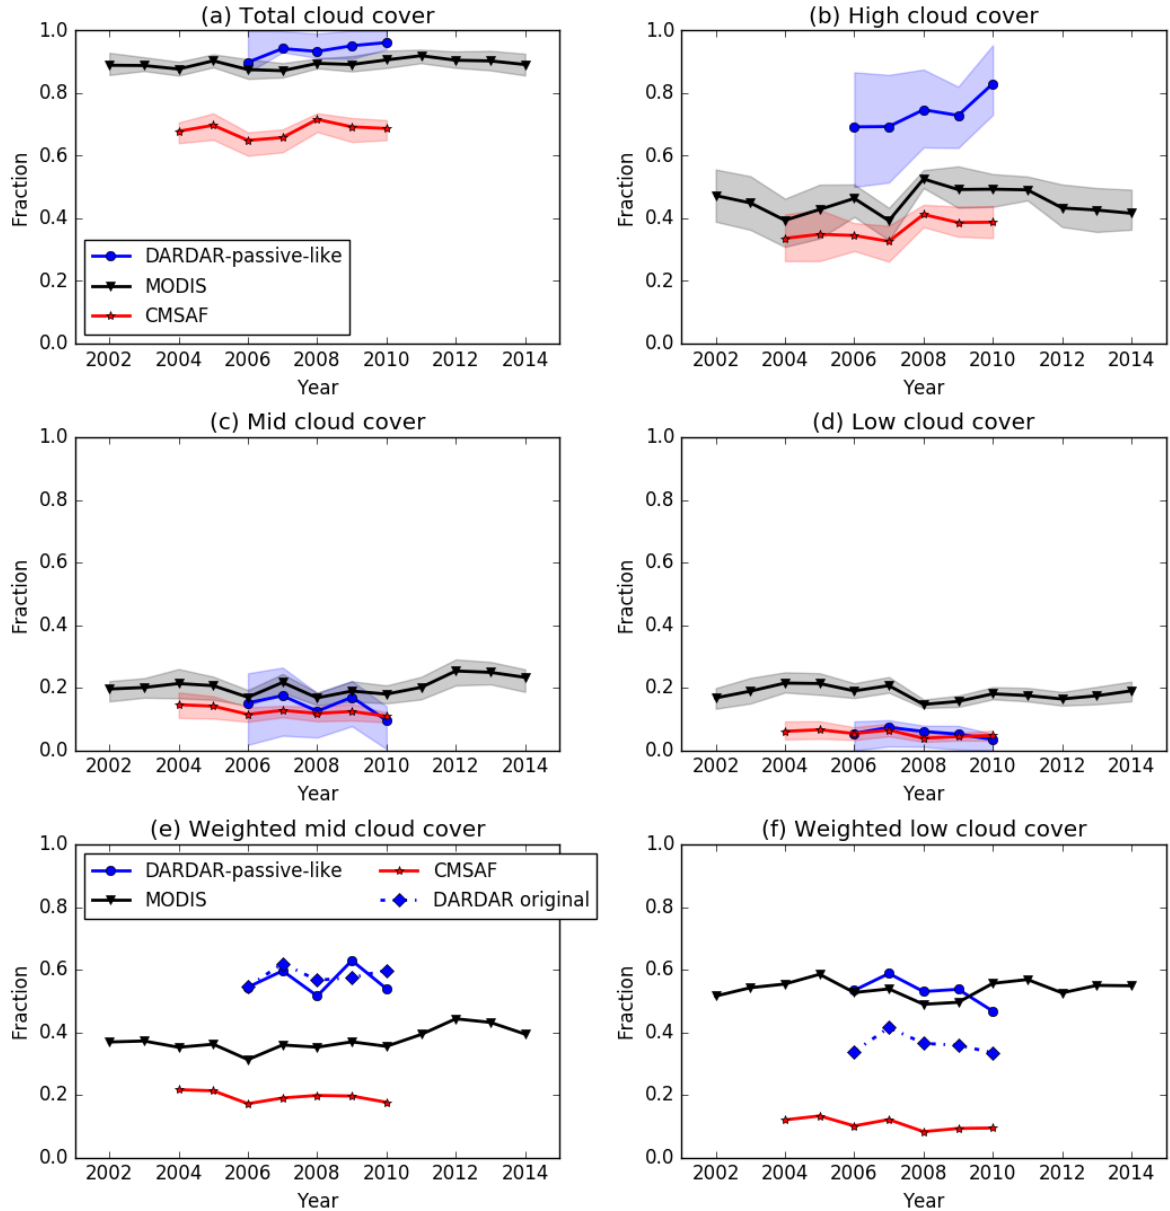 (a) Total cloud cover
1.0
0.8
0.6
0.4
0.2
0.0
Fraction
DARDAR-passive-like
MODIS
CMSAF
2002 2004 2006 2008 2010 2012 2014
Year
(b) High cloud cover
1.0
0.8
0.6
0.4
0.2
0.0
Fraction
2002 2004 2006 2008 2010 2012 2014
Year
(c) Mid cloud cover
1.0
0.8
0.6
0.4
0.2
0.0
Fraction
2002 2004 2006 2008 2010 2012 2014
Year
(d) Low cloud cover
1.0
0.8
0.6
0.4
0.2
0.0
Fraction
2002 2004 2006 2008 2010 2012 2014
Year
(e) Weighted mid cloud cover
1.0
0.8
0.6
0.4
0.2
0.0
Fraction
DARDAR-passive-like
MODIS
CMSAF
DARDAR original
2002 2004 2006 2008 2010 2012 2014
Year
(f) Weighted low cloud cover
1.0
0.8
0.6
0.4
0.2
0.0
Fraction
2002 2004 2006 2008 2010 2012 2014
Year